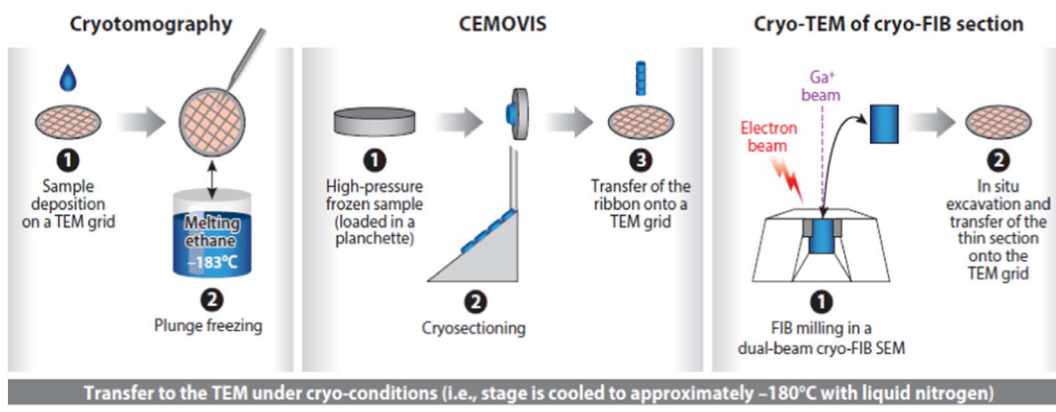 Cryotomography
1
Sample
deposition
on a TEM grid
Melting
ethane
–183°C
2
Plunge freezing
CEMOVIS
1
High-pressure
frozen sample
(loaded in a
planchette)
2
Cryosectioning
3
Transfer of the
ribbon onto a
TEM grid
Cryo-TEM of cryo-FIB section
Ga+
beam
Electron
beam
1
FIB milling in a
dual-beam cryo-FIB SEM
2
In situ
excavation and
transfer of the
thin section
onto the
TEM grid
Transfer to the TEM under cryo-conditions (i.e., stage is cooled to approximately –180°C with liquid nitrogen)